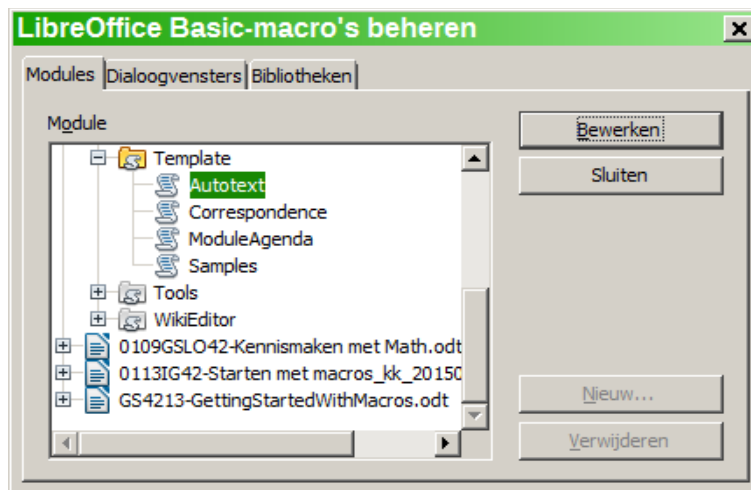 LibreOffice Basic-macro's beheren
Modules Dialoogvensters Bibliotheken
Module
Bewerken
Template
Sluiten
Autotext
Correspondence
ModuleAgenda
Samples
Tools
WikiEditor
0109GSLO42-Kennismaken met Math.odt
0113IG42-Starten met macros_kk_20150
GS4213-GettingStartedWithMacros.odt
Nieuw...
Verwijderen